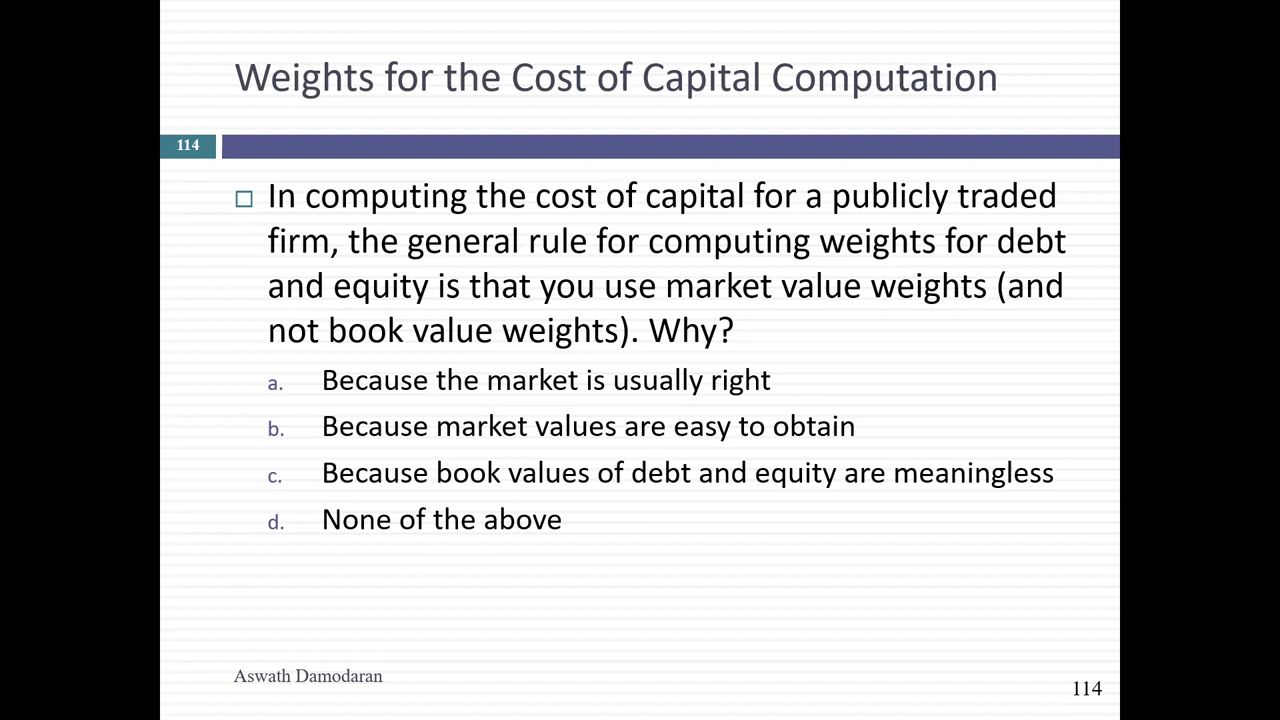 Weights for the Cost of Capital Computation
114
In computing the cost of capital for a publicly traded
firm, the general rule for computing weights for debt
and equity is that you use market value weights (and
not book value weights). Why?
a. Because the market is usually right
b. Because market values are easy to obtain
c. Because book values of debt and equity are meaningless
d. None of the above
Aswath Damodaran
114